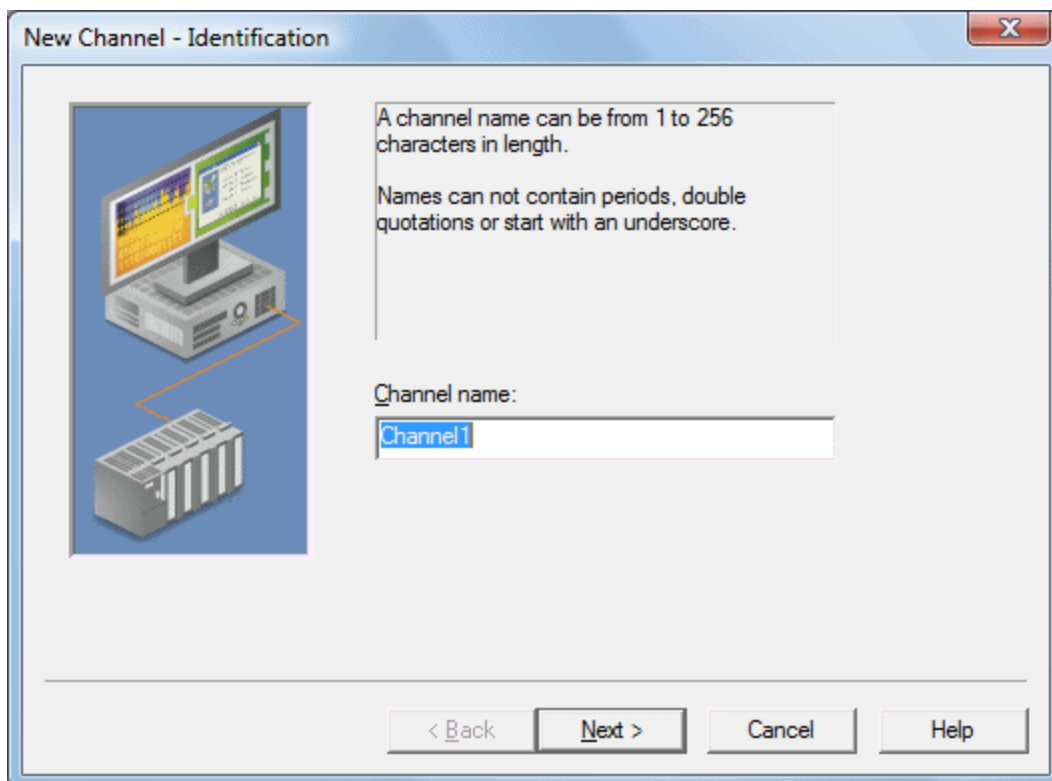 New Channel - Identification
A channel name can be from 1 to 256
characters in length.
Names can not contain periods, double
quotations or start with an underscore.
Channel name:
Channel1
< Back
Next >
Cancel
Help